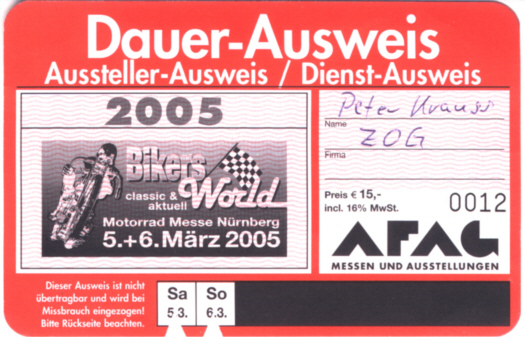 Dauer-Ausweis
Aussteller-Ausweis / Dienst-Ausweis
2005
Bikers
World
classic &
aktuell
Motorrad Messe Nürnberg
5.+6. März 2005
Peter Krauss
Name
ZOG
Firma
Preis € 15,-
incl. 16% MwSt.
0012
AFAG
MESSEN UND AUSSTELLUNGEN
Dieser Ausweis ist nicht
übertragbar und wird bei
Missbrauch eingezogen!
Bitte Rückseite beachten.
Sa
5 3.
So
6.3.